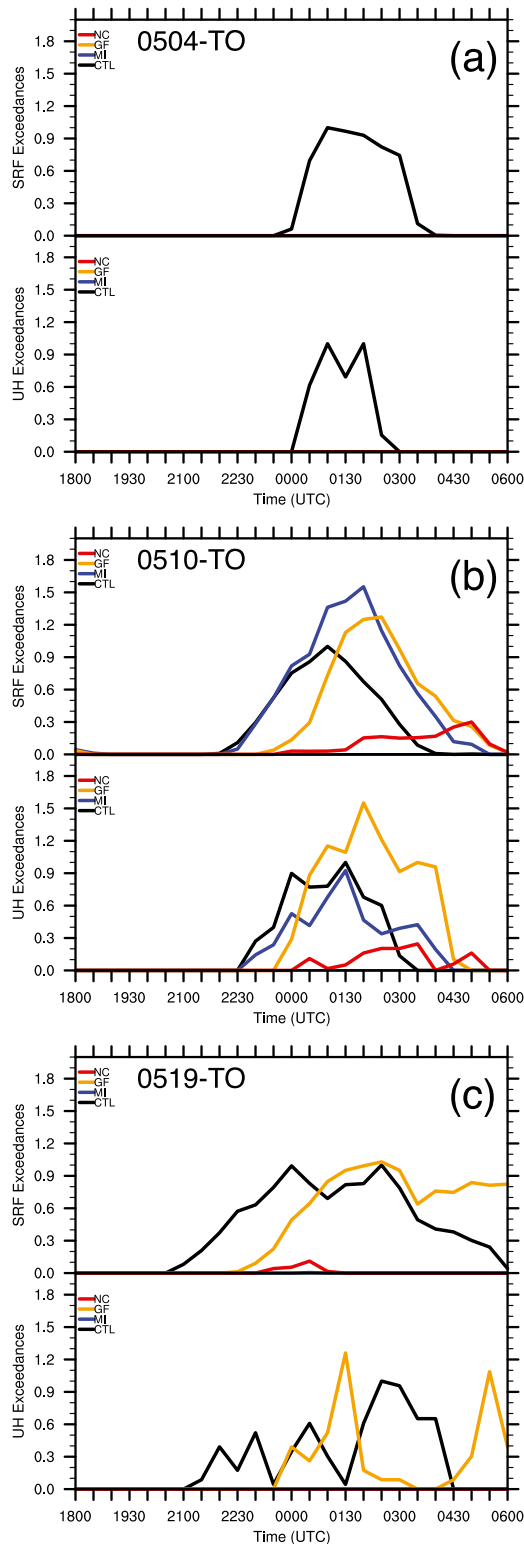 0504-TO
(a)
NC
GF
MI
CTL
SRF Exceedances
1.8
1.5
1.2
0.9
0.6
0.3
0.0
NC
GF
MI
CTL
UH Exceedances
1.8
1.5
1.2
0.9
0.6
0.3
0.0
1800 1930 2100 2230 0000 0130 0300 0430 0600
Time (UTC)
0510-TO
(b)
NC
GF
MI
CTL
SRF Exceedances
1.8
1.5
1.2
0.9
0.6
0.3
0.0
NC
GF
MI
CTL
UH Exceedances
1.8
1.5
1.2
0.9
0.6
0.3
0.0
1800 1930 2100 2230 0000 0130 0300 0430 0600
Time (UTC)
0519-TO
(c)
NC
GF
MI
CTL
SRF Exceedances
1.8
1.5
1.2
0.9
0.6
0.3
0.0
NC
GF
MI
CTL
UH Exceedances
1.8
1.5
1.2
0.9
0.6
0.3
0.0
1800 1930 2100 2230 0000 0130 0300 0430 0600
Time (UTC)